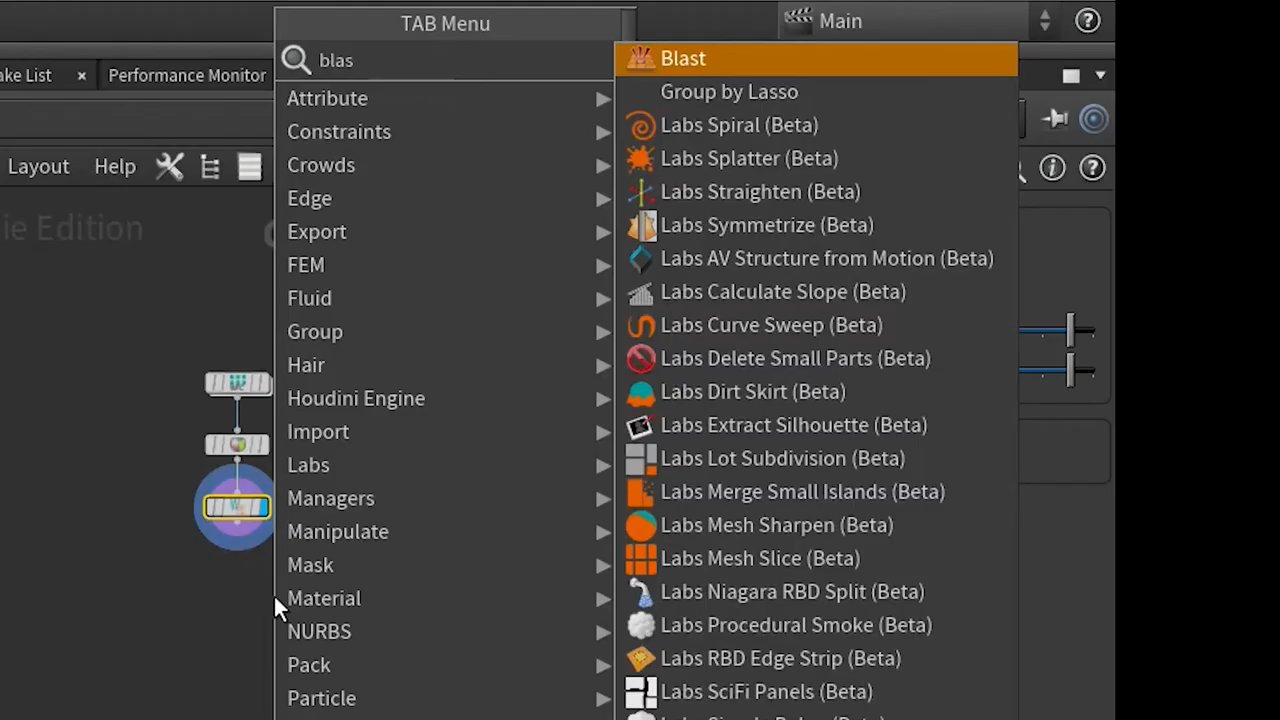 TAB Menu
Main
blas
ake List
Performance Monitor
Layout
Help
ie Edition
Attribute
Constraints
Crowds
Edge
Export
FEM
Fluid
Group
Hair
Houdini Engine
Import
Labs
Managers
Manipulate
Mask
Material
NURBS
Pack
Particle
Blast
Group by Lasso
Labs Spiral (Beta)
Labs Splatter (Beta)
Labs Straighten (Beta)
Labs Symmetrize (Beta)
Labs AV Structure from Motion (Beta)
Labs Calculate Slope (Beta)
Labs Curve Sweep (Beta)
Labs Delete Small Parts (Beta)
Labs Dirt Skirt (Beta)
Labs Extract Silhouette (Beta)
Labs Lot Subdivision (Beta)
Labs Merge Small Islands (Beta)
Labs Mesh Sharpen (Beta)
Labs Mesh Slice (Beta)
Labs Niagara RBD Split (Beta)
Labs Procedural Smoke (Beta)
Labs RBD Edge Strip (Beta)
Labs SciFi Panels (Beta)